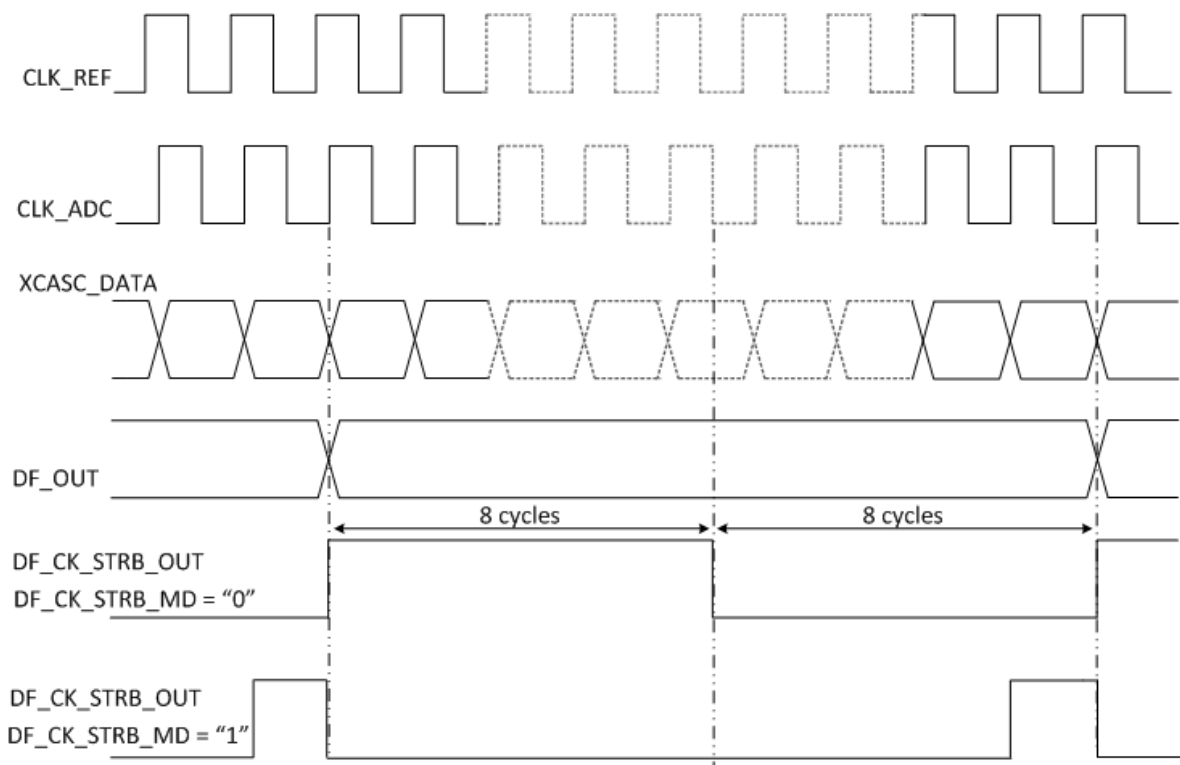 CLK_REF
CLK_ADC
XCASC_DATA
DF_OUT
8 cycles
8 cycles
DF_CK_STRB_OUT
DF_CK_STRB_MD = “0”
DF_CK_STRB_OUT
DF_CK_STRB_MD = “1”